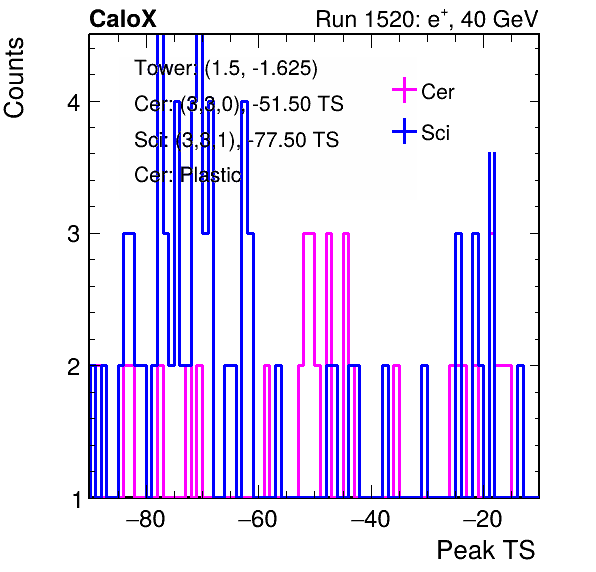 CaloX Run 1520: e⁺, 40 GeV
Counts
Tower: (1.5, -1.625)
Cer: (3,3,0), -51.50 TS
Sci: (3,3,1), -77.50 TS
Cer: Plastic
Cer
Sci
4
3
2
1
−80 −60 −40 −20
Peak TS